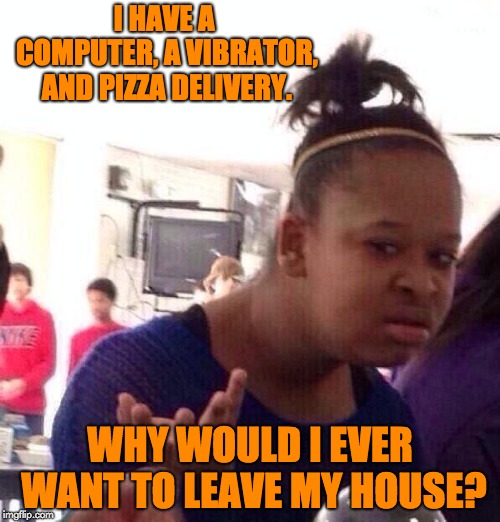 I HAVE A
COMPUTER, A VIBRATOR,
AND PIZZA DELIVERY.
NIKE
WHY WOULD I EVER
WANT TO LEAVE MY HOUSE?
imgflip.com